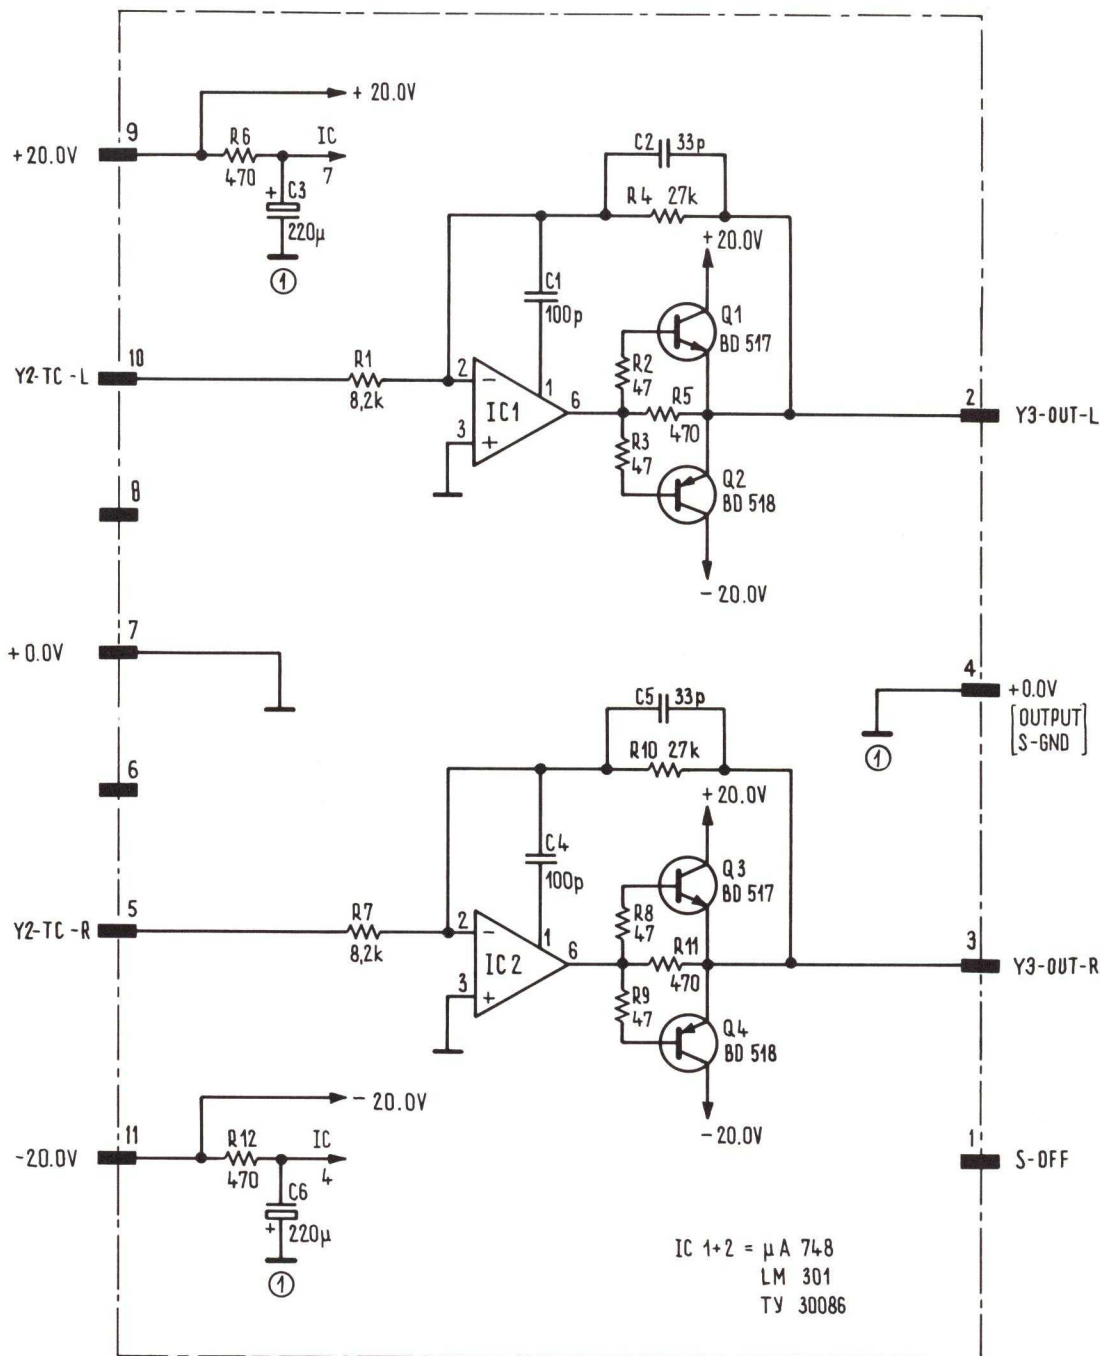 + 20.0V
9
+20.0V
R6
470
IC
7
+
C3
220µ
1
C2
33p
R4
27k
+20.0V
C1
100p
Q1
BD 517
10
Y2-TC-L
R1
8,2k
2
−
1
6
IC1
3
+
R2
47
R5
470
R3
47
2
Y3-OUT-L
Q2
BD 518
− 20.0V
8
7
+0.0V
4
+0.0V
[OUTPUT]
[S-GND]
1
6
C5
33p
R10
27k
+20.0V
C4
100p
Q3
BD 517
5
Y2-TC-R
R7
8,2k
2
−
1
6
IC2
3
+
R8
47
R11
470
R9
47
3
Y3-OUT-R
Q4
BD 518
− 20.0V
− 20.0V
11
-20.0V
R12
470
IC
4
C6
+
220µ
1
1
S-OFF
IC 1+2 = µA 748
LM 301
TY 30086